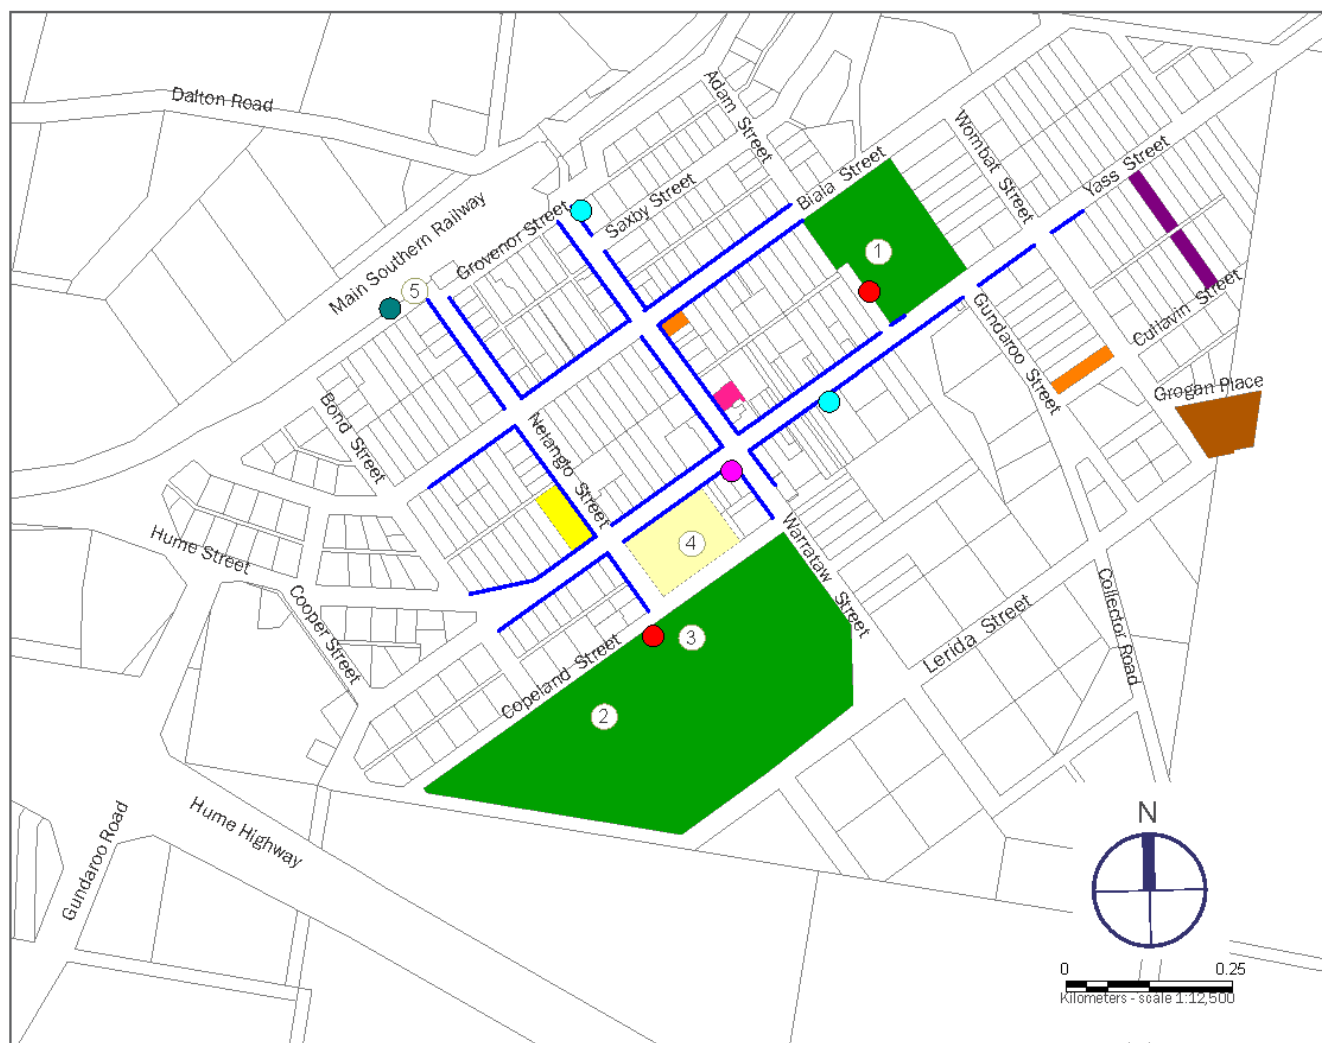 Dalton Road
Adam Street
Wombat Street
Yass Street
Biala Street
Saxby Street
Grovenor Street
Main Southern Railway
1
5
Cullavin Street
Gundaroo Street
Grogan Place
Bond Street
Nelanglo Street
Hume Street
4
Warrataw Street
Cooper Street
3
Lerida Street
Collector Road
Copeland Street
2
Hume Highway
Gundaroo Road
N
0 0.25
Kilometers - scale 1:12,500